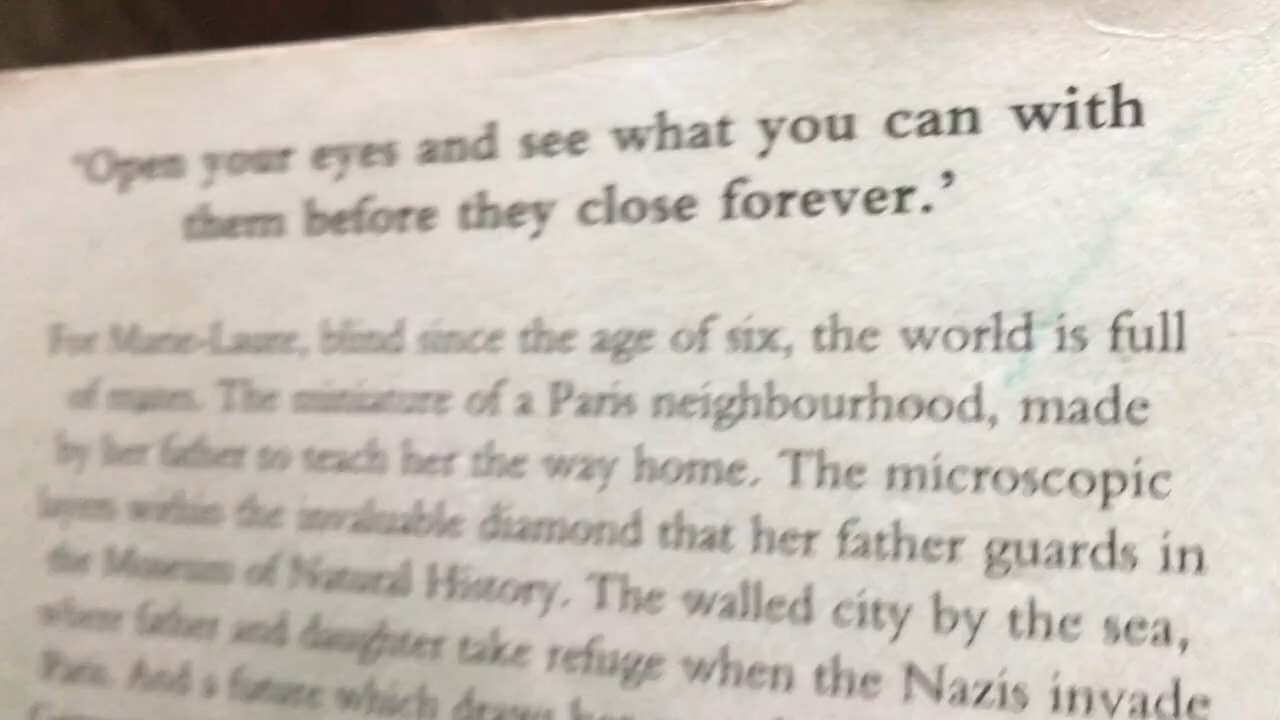 'Open your eyes and see what you can with
them before they close forever.'
For Marie-Laure, blind since the age of six, the world is full
of mazes. The miniature of a Paris neighbourhood, made
by her father to teach her the way home. The microscopic
layers within the invaluable diamond that her father guards in
the Museum of Natural History. The walled city by the sea,
where father and daughter take refuge when the Nazis invade
Paris. And a future which draws her